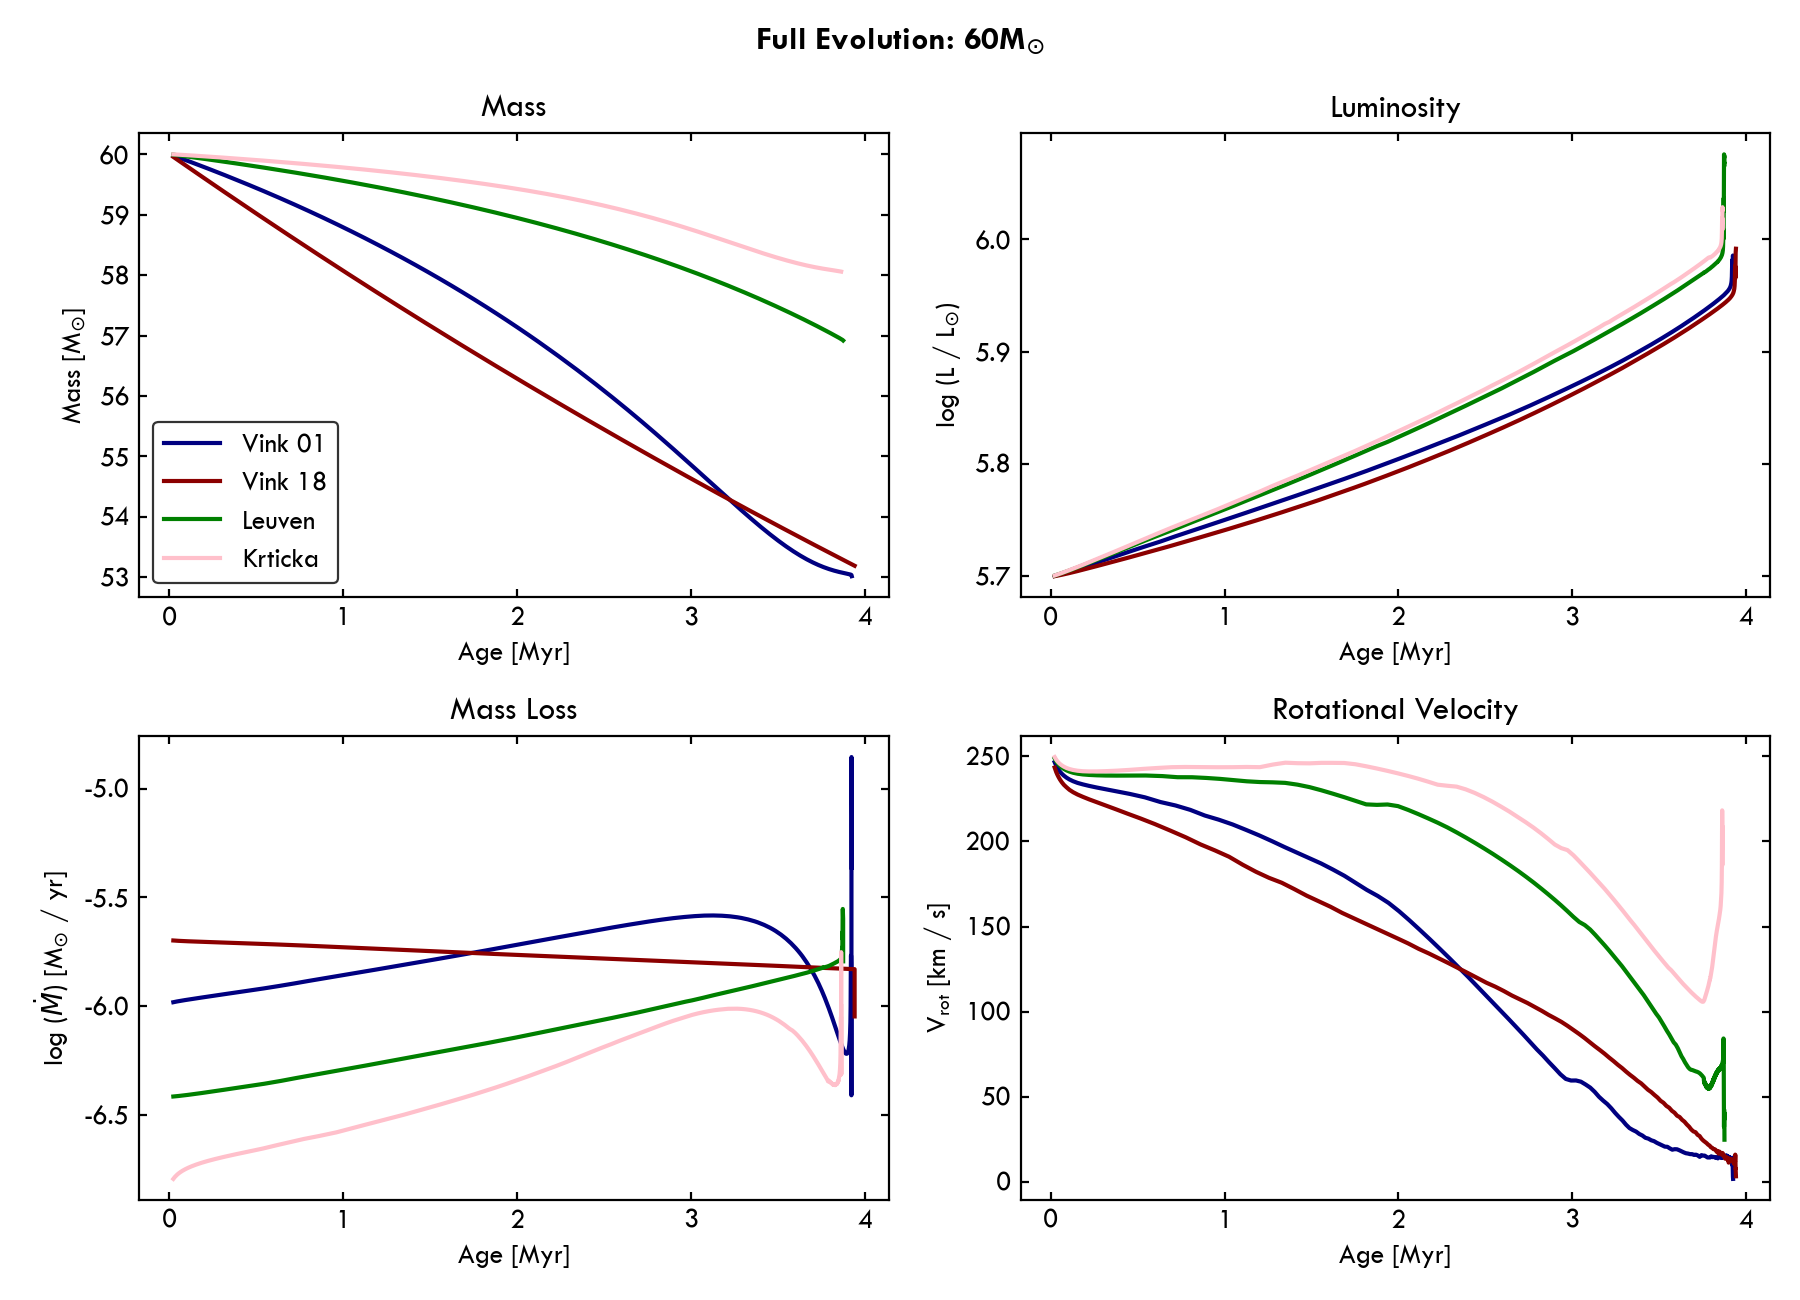 Full Evolution: 60M⊙
Mass
60
59
58
57
56
55
54
53
Mass [M⊙]
Vink 01
Vink 18
Leuven
Krticka
0 1 2 3 4
Age [Myr]
Luminosity
6.0
5.9
5.8
5.7
log (L / L⊙)
0 1 2 3 4
Age [Myr]
Mass Loss
-5.0
-5.5
-6.0
-6.5
log (Ṁ) [M⊙ / yr]
0 1 2 3 4
Age [Myr]
Rotational Velocity
250
200
150
100
50
0
Vrot [km / s]
0 1 2 3 4
Age [Myr]